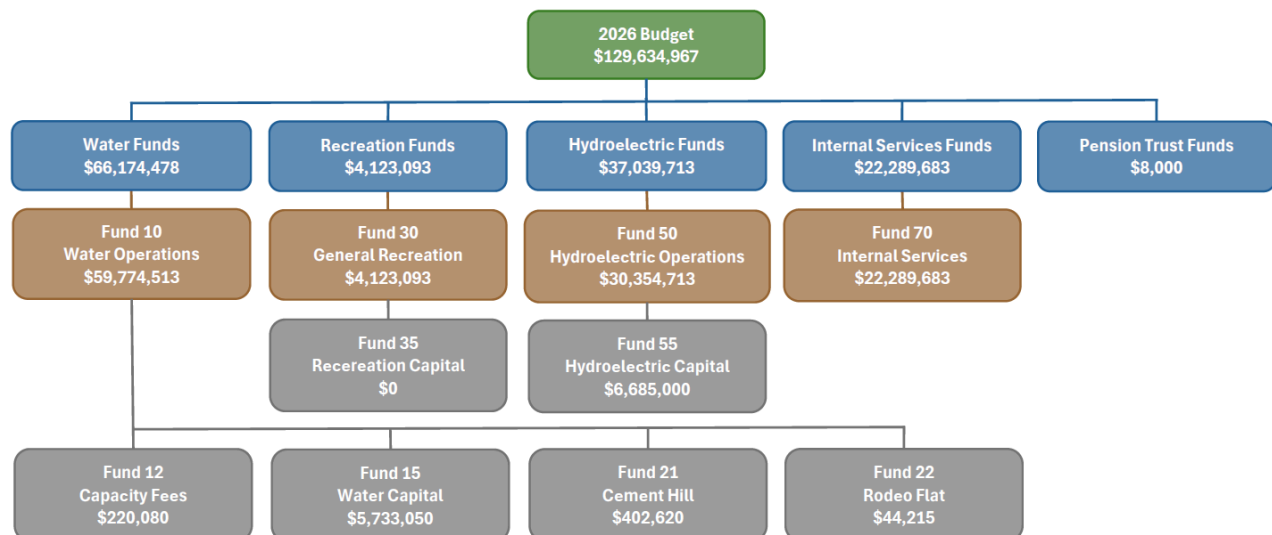 2026 Budget
$129,634,967
Water Funds
$66,174,478
Recreation Funds
$4,123,093
Hydroelectric Funds
$37,039,713
Internal Services Funds
$22,289,683
Pension Trust Funds
$8,000
Fund 10
Water Operations
$59,774,513
Fund 30
General Recreation
$4,123,093
Fund 50
Hydroelectric Operations
$30,354,713
Fund 70
Internal Services
$22,289,683
Fund 35
Recereation Capital
$0
Fund 55
Hydroelectric Capital
$6,685,000
Fund 12
Capacity Fees
$220,080
Fund 15
Water Capital
$5,733,050
Fund 21
Cement Hill
$402,620
Fund 22
Rodeo Flat
$44,215